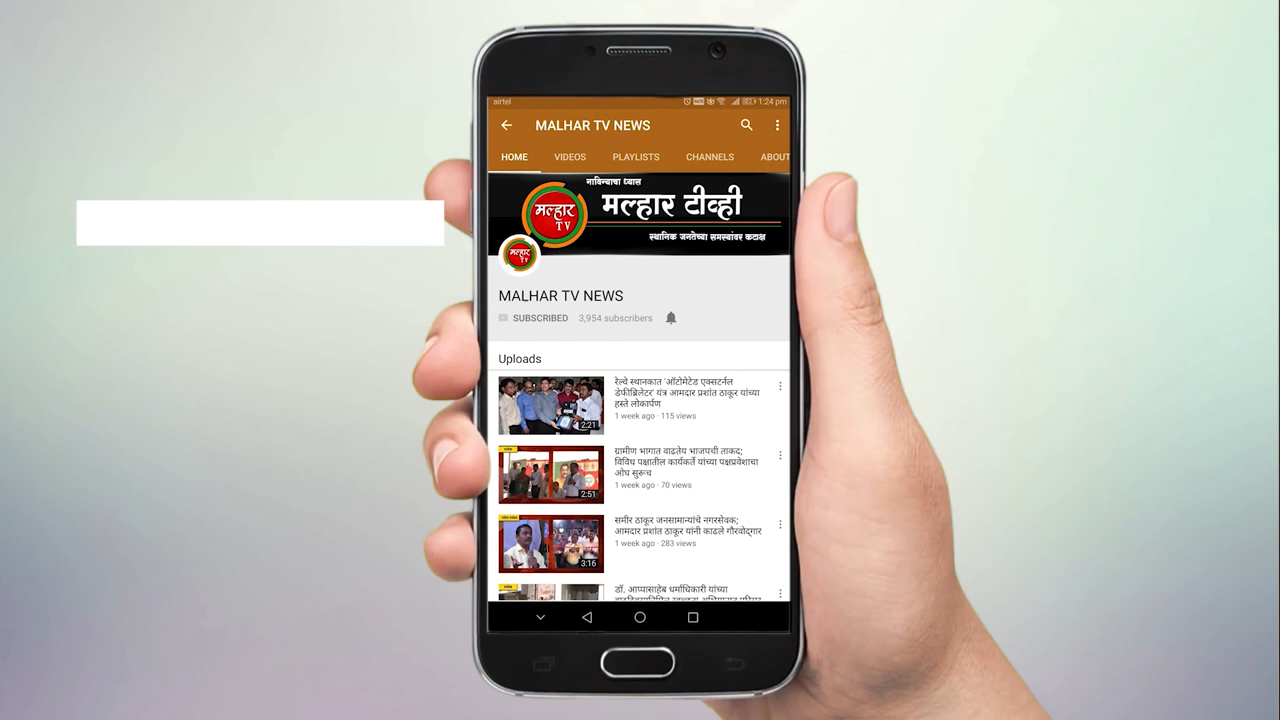 airtel 1:24 pm
MALHAR TV NEWS
HOME VIDEOS PLAYLISTS CHANNELS ABOUT
नाविन्याचा ध्यास
मल्हार टीव्ही
स्थानिक जनतेच्या समस्यांवर कटाक्ष
मल्हार
TV
मल्हार
TV
MALHAR TV NEWS
SUBSCRIBED 3,954 subscribers
Uploads
रेल्वे स्थानकात 'ऑटोमेटेड एक्सटर्नल
डेफीब्रिलेटर' यंत्र आमदार प्रशांत ठाकूर यांच्या
हस्ते लोकार्पण
1 week ago · 115 views
2:21
ग्रामीण भागात वाढतेय भाजपची ताकद;
विविध पक्षातील कार्यकर्ते यांच्या पक्षप्रवेशाचा
ओघ सुरूच
1 week ago · 70 views
2:51
समीर ठाकूर जनसामान्यांचे नगरसेवक;
आमदार प्रशांत ठाकूर यांनी काढले गौरवोद्गार
1 week ago · 283 views
3:16
डॉ. आप्पासाहेब धर्माधिकारी यांच्या